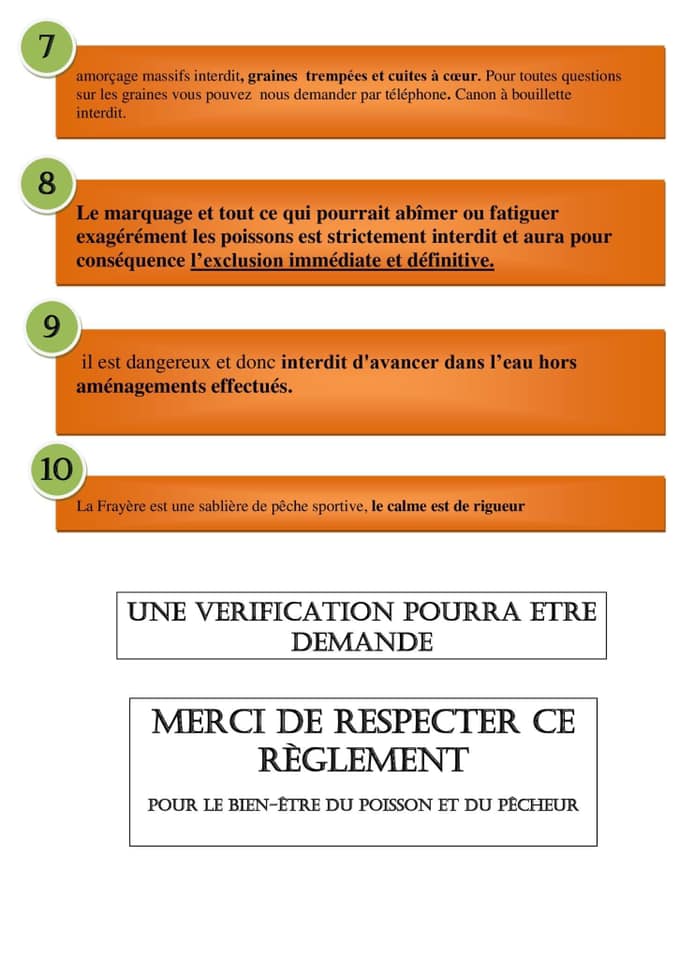 7
amorçage massifs interdit, graines trempées et cuites à cœur. Pour toutes questions
sur les graines vous pouvez nous demander par téléphone. Canon à bouillette
interdit.
8
Le marquage et tout ce qui pourrait abîmer ou fatiguer
exagérément les poissons est strictement interdit et aura pour
conséquence l’exclusion immédiate et définitive.
9
il est dangereux et donc interdit d'avancer dans l’eau hors
aménagements effectués.
10
La Frayère est une sablière de pêche sportive, le calme est de rigueur
UNE VERIFICATION POURRA ETRE
DEMANDE
MERCI DE RESPECTER CE
RÈGLEMENT
POUR LE BIEN-ÊTRE DU POISSON ET DU PÊCHEUR